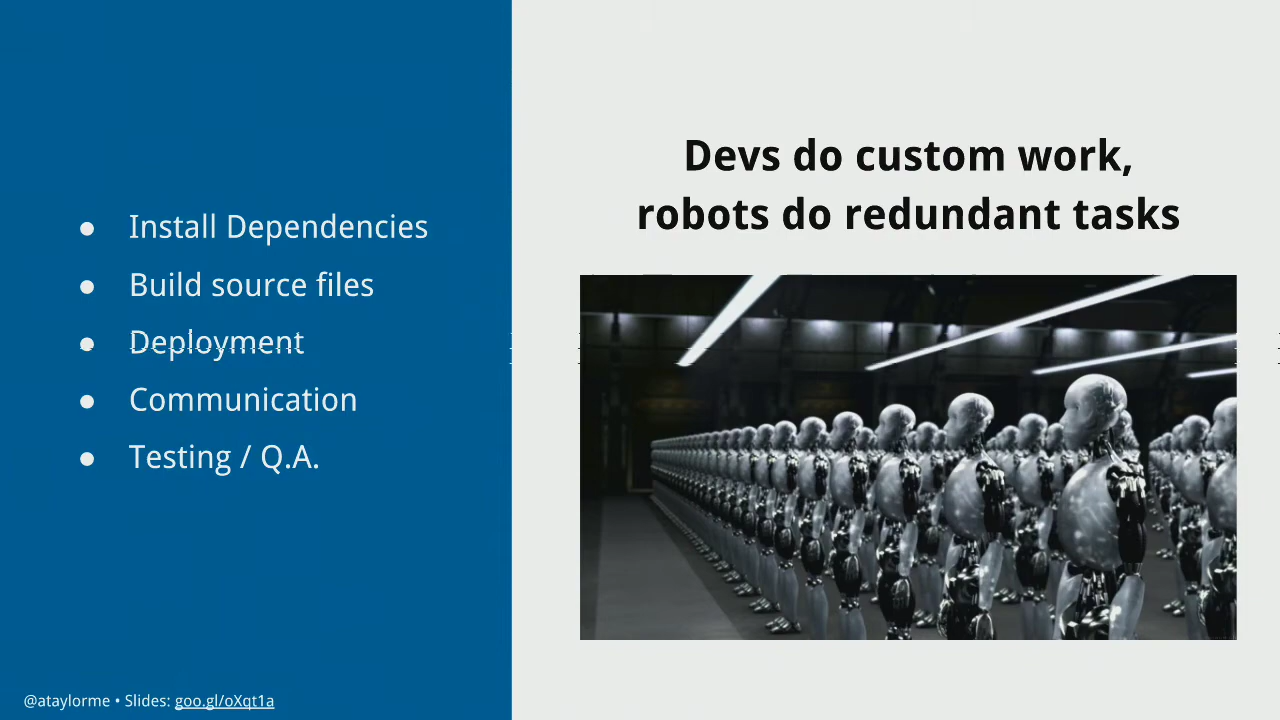 Devs do custom work,
robots do redundant tasks
● Install Dependencies
● Build source files
● Deployment
● Communication
● Testing / Q.A.
@ataylorme • Slides: goo.gl/oXqt1a